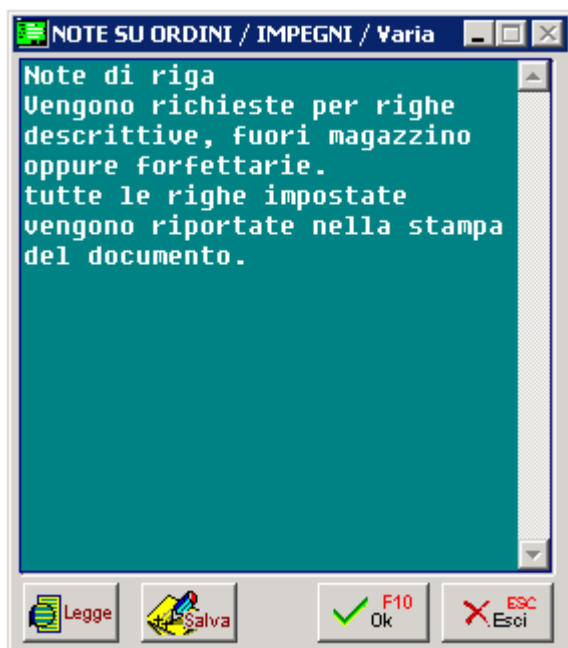 NOTE SU ORDINI / IMPEGNI / Varia
Note di riga
Vengono richieste per righe
descrittive, fuori magazzino
oppure forfettarie.
tutte le righe impostate
vengono riportate nella stampa
del documento.
Legge
Salva
F10
Ok
ESC
Esci